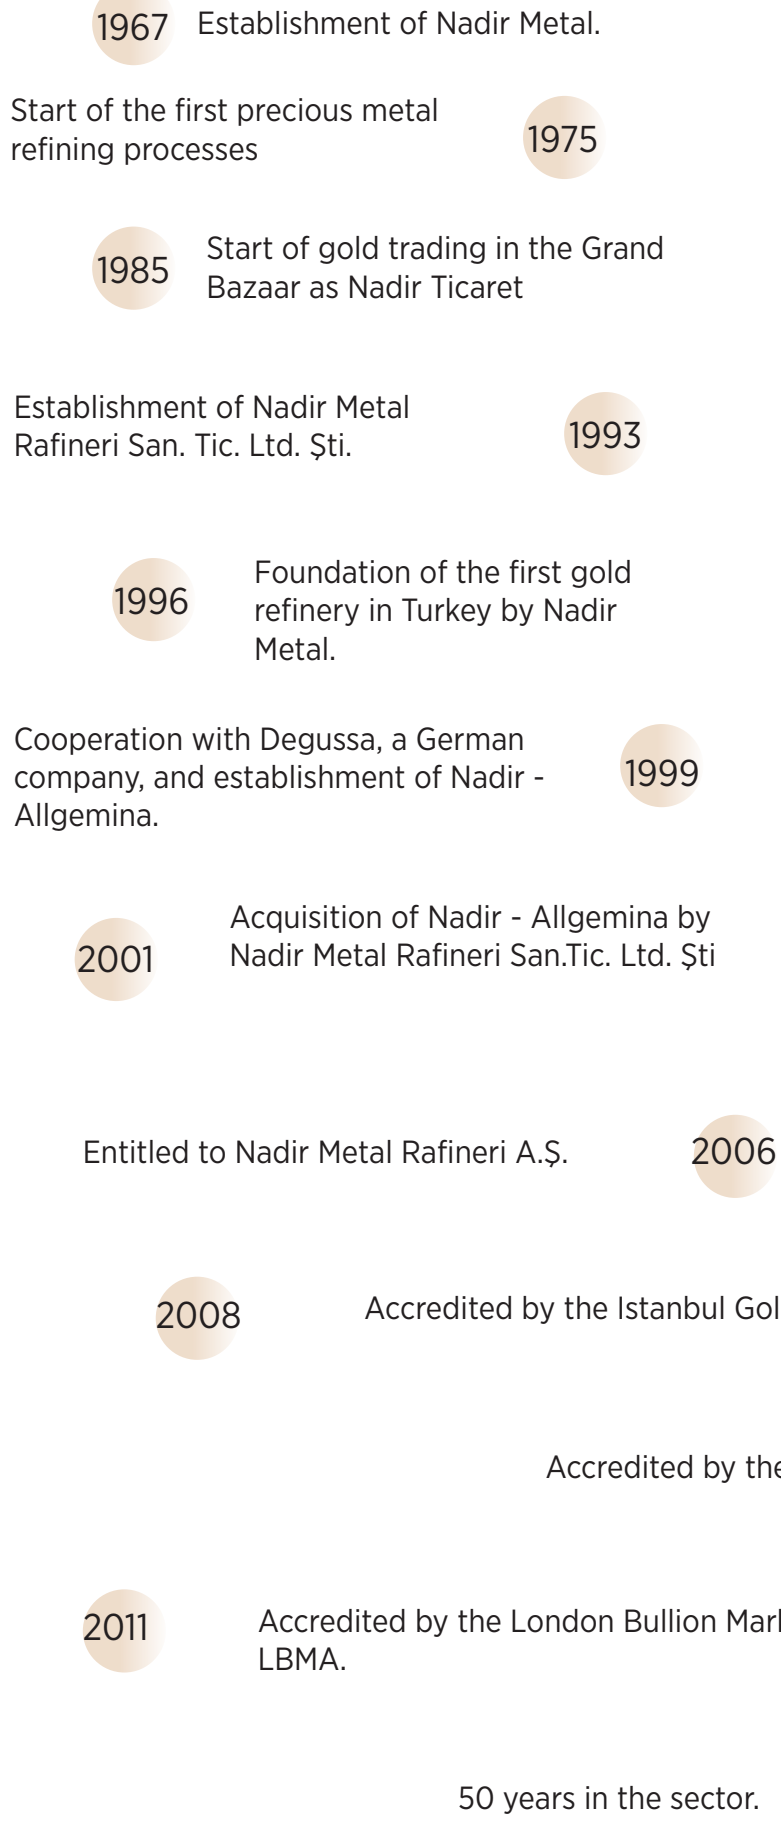 1967 Establishment of Nadir Metal.
Start of the first precious metal
refining processes
1975
1985
Start of gold trading in the Grand
Bazaar as Nadir Ticaret
Establishment of Nadir Metal
Rafineri San. Tic. Ltd. Şti.
1993
1996
Foundation of the first gold
refinery in Turkey by Nadir
Metal.
Cooperation with Degussa, a German
company, and establishment of Nadir -
Allgemina.
1999
2001
Acquisition of Nadir - Allgemina by
Nadir Metal Rafineri San.Tic. Ltd. Şti
Entitled to Nadir Metal Rafineri A.Ş.
2006
2008
Accredited by the Istanbul
Accredited by the
2011
Accredited by the London Bullion
LBMA.
50 years in the sector.